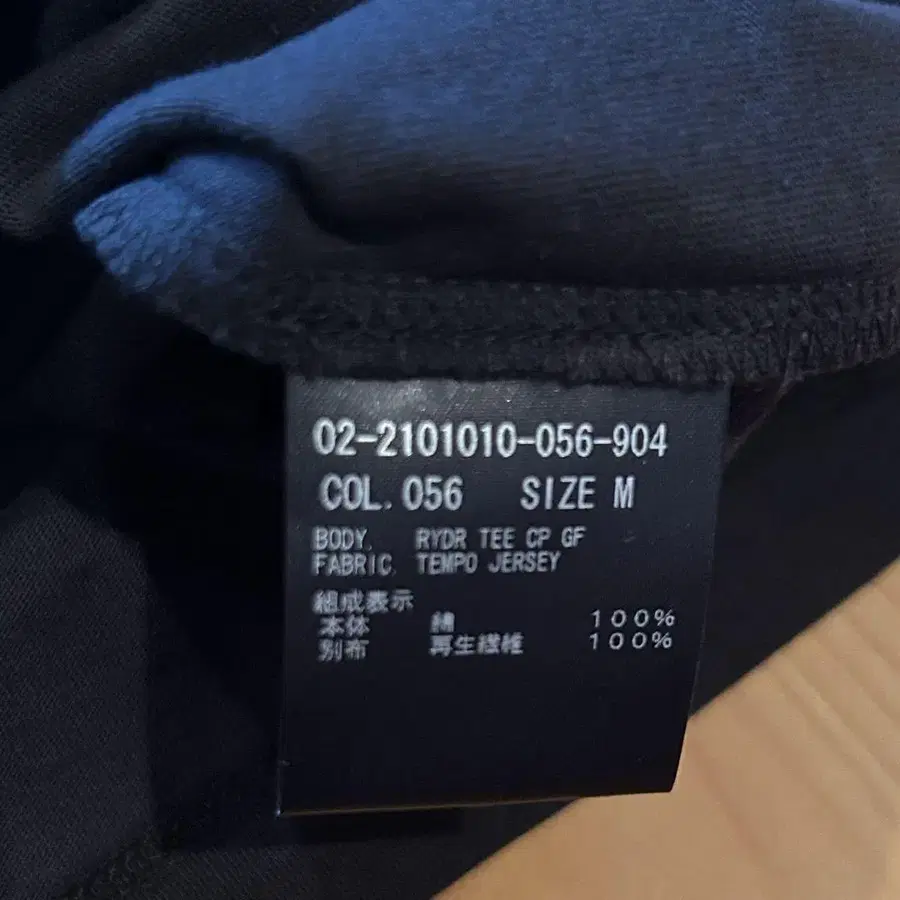 02-2101010-056-904
COL. 056 SIZE M
BODY. RYDR TEE CP GF
FABRIC. TEMPO JERSEY
組成表示
本体 綿 100%
別布 再生繊維 100%